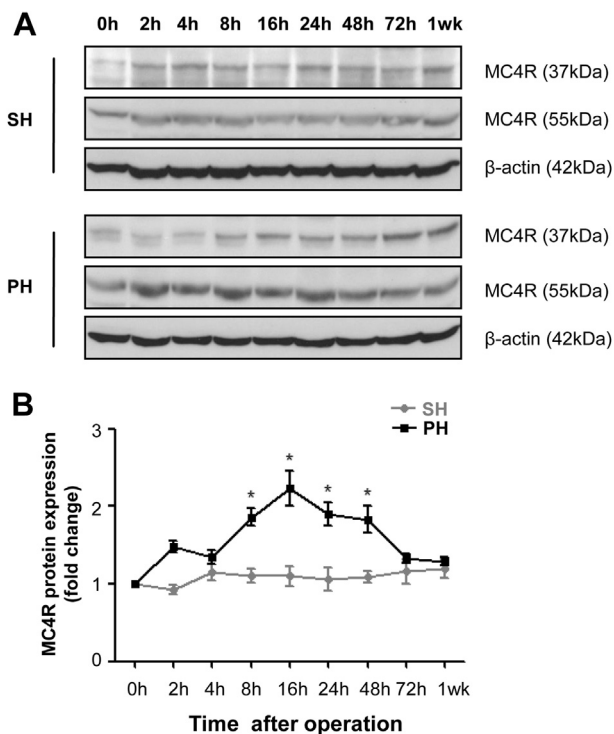 A
0h 2h 4h 8h 16h 24h 48h 72h 1wk
SH
MC4R (37kDa)
MC4R (55kDa)
β-actin (42kDa)
PH
MC4R (37kDa)
MC4R (55kDa)
β-actin (42kDa)
B
SH
PH
MC4R protein expression
(fold change)
3
2
1
0
* * * *
0h 2h 4h 8h 16h 24h 48h 72h 1wk
Time after operation